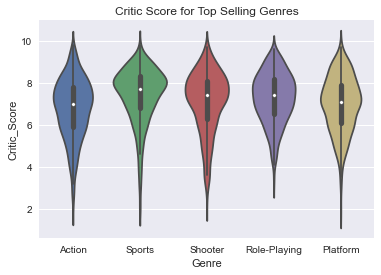 Critic Score for Top Selling Genres
10
8
6
4
2
Critic_Score
Action Sports Shooter Role-Playing Platform
Genre